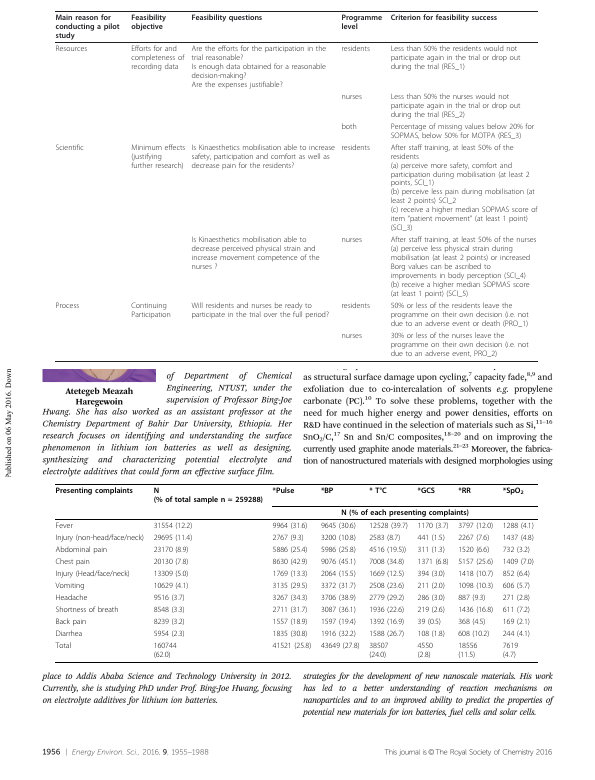 Main reason for conducting a pilot study | Feasibility objective | Feasibility questions | Programme level | Criterion for feasibility success
Resources | Efforts for and completeness of recording data | Are the efforts for the participation in the trial reasonable? Is enough data obtained for a reasonable decision-making? Are the expenses justifiable? | residents | Less than 50% the residents would not participate again in the trial or drop out during the trial (RES_1)
nurses | Less than 50% the nurses would not participate again in the trial or drop out during the trial (RES_2)
both | Percentage of missing values below 20% for SOPMAS, below 50% for MOTPA (RES_3)
Scientific | Minimum effects (justifying further research) | Is Kinaesthetics mobilisation able to increase safety, participation and comfort as well as decrease pain for the residents? | residents | After staff training, at least 50% of the residents
(a) perceive more safety, comfort and participation during mobilisation (at least 2 points, SCI_1)
(b) perceive less pain during mobilisation (at least 2 points) SCI_2
(c) receive a higher median SOPMAS score of item "patient movement" (at least 1 point) (SCI_3)
Is Kinaesthetics mobilisation able to decrease perceived physical strain and increase movement competence of the nurses ? | nurses | After staff training, at least 50% of the nurses
(a) perceive less physical strain during mobilisation (at least 2 points) or increased Borg values can be ascribed to improvements in body perception (SCI_4)
(b) receive a higher median SOPMAS score (at least 1 point) (SCI_5)
Process | Continuing Participation | Will residents and nurses be ready to participate in the trial over the full period? | residents | 50% or less of the residents leave the programme on their own decision (i.e. not due to an adverse event or death (PRO_1)
nurses | 30% or less of the nurses leave the programme on their own decision (i.e. not due to an adverse event, PRO_2)
Published on 06 May 2016. Down
Atetegeb Meazah
Haregewoin
of Department of Chemical
Engineering, NTUST, under the
supervision of Professor Bing-Joe
Hwang. She has also worked as an assistant professor at the
Chemistry Department of Bahir Dar University, Ethiopia. Her
research focuses on identifying and understanding the surface
phenomenon in lithium ion batteries as well as designing,
synthesizing and characterizing potential electrolyte and
electrolyte additives that could form an effective surface film.
as structural surface damage upon cycling,7 capacity fade,8,9 and
exfoliation due to co-intercalation of solvents e.g. propylene
carbonate (PC).10 To solve these problems, together with the
need for much higher energy and power densities, efforts on
R&D have continued in the selection of materials such as Si,11–16
SnO2/C,17 Sn and Sn/C composites,18–20 and on improving the
currently used graphite anode materials.21–23 Moreover, the fabrica-
tion of nanostructured materials with designed morphologies using
Presenting complaints | N (% of total sample n = 259288) | *Pulse | *BP | * T°C | *GCS | *RR | *SpO2
N (% of each presenting complaints)
Fever | 31554 (12.2) | 9964 (31.6) | 9645 (30.6) | 12528 (39.7) | 1170 (3.7) | 3797 (12.0) | 1288 (4.1)
Injury (non-head/face/neck) | 29695 (11.4) | 2767 (9.3) | 3200 (10.8) | 2583 (8.7) | 441 (1.5) | 2267 (7.6) | 1437 (4.8)
Abdominal pain | 23170 (8.9) | 5886 (25.4) | 5986 (25.8) | 4516 (19.5)) | 311 (1.3) | 1520 (6.6) | 732 (3.2)
Chest pain | 20130 (7.8) | 8630 (42.9) | 9076 (45.1) | 7008 (34.8) | 1371 (6.8) | 5157 (25.6) | 1409 (7.0)
Injury (Head/face/neck) | 13309 (5.0) | 1769 (13.3) | 2064 (15.5) | 1669 (12.5) | 394 (3.0) | 1418 (10.7) | 852 (6.4)
Vomiting | 10629 (4.1) | 3135 (29.5) | 3372 (31.7) | 2508 (23.6) | 211 (2.0) | 1098 (10.3) | 606 (5.7)
Headache | 9516 (3.7) | 3267 (34.3) | 3706 (38.9) | 2779 (29.2) | 286 (3.0) | 887 (9.3) | 271 (2.8)
Shortness of breath | 8548 (3.3) | 2711 (31.7) | 3087 (36.1) | 1936 (22.6) | 219 (2.6) | 1436 (16.8) | 611 (7.2)
Back pain | 8239 (3.2) | 1557 (18.9) | 1597 (19.4) | 1392 (16.9) | 39 (0.5) | 368 (4.5) | 169 (2.1)
Diarrhea | 5954 (2.3) | 1835 (30.8) | 1916 (32.2) | 1588 (26.7) | 108 (1.8) | 608 (10.2) | 244 (4.1)
Total | 160744 (62.0) | 41521 (25.8) | 43649 (27.8) | 38507 (24.0) | 4550 (2.8) | 18556 (11.5) | 7619 (4.7)
place to Addis Ababa Science and Technology University in 2012.
Currently, she is studying PhD under Prof. Bing-Joe Hwang, focusing
on electrolyte additives for lithium ion batteries.
strategies for the development of new nanoscale materials. His work
has led to a better understanding of reaction mechanisms on
nanoparticles and to an improved ability to predict the properties of
potential new materials for ion batteries, fuel cells and solar cells.
1956 | Energy Environ. Sci., 2016, 9, 1955–1988
This journal is © The Royal Society of Chemistry 2016